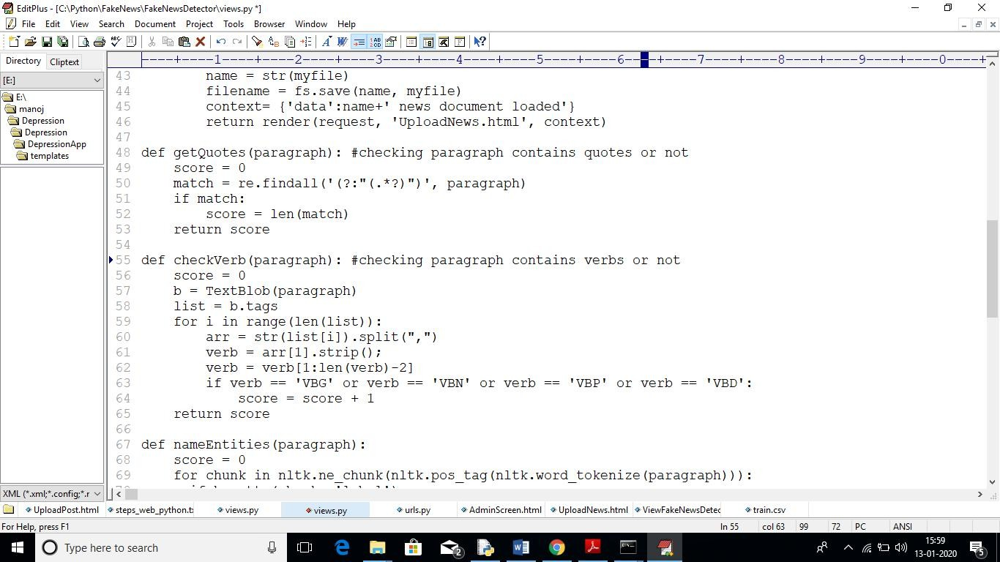 EditPlus - [C:\Python\FakeNews\FakeNewsDetector\views.py *]
File Edit View Search Document Project Tools Browser Window Help
Directory Cliptext
[E:]
E:\
manoj
Depression
Depression
DepressionApp
templates
----+----1----+----2----+----3----+----4----+----5----+----6--+----7----+----8----+----9----+----0----+
43 name = str(myfile)
44 filename = fs.save(name, myfile)
45 context= {'data':name+' news document loaded'}
46 return render(request, 'UploadNews.html', context)
47
48 def getQuotes(paragraph): #checking paragraph contains quotes or not
49 score = 0
50 match = re.findall('(?:"(.*?)")', paragraph)
51 if match:
52 score = len(match)
53 return score
54
55 def checkVerb(paragraph): #checking paragraph contains verbs or not
56 score = 0
57 b = TextBlob(paragraph)
58 list = b.tags
59 for i in range(len(list)):
60 arr = str(list[i]).split(",")
61 verb = arr[1].strip();
62 verb = verb[1:len(verb)-2]
63 if verb == 'VBG' or verb == 'VBN' or verb == 'VBP' or verb == 'VBD':
64 score = score + 1
65 return score
66
67 def nameEntities(paragraph):
68 score = 0
69 for chunk in nltk.ne_chunk(nltk.pos_tag(nltk.word_tokenize(paragraph))):
XML (*.xml;*.config;*.r
UploadPost.html steps_web_python.tx views.py views.py urls.py AdminScreen.html UploadNews.html ViewFakeNewsDetec train.csv
For Help, press F1 ln 55 col 63 99 72 PC ANSI
Type here to search
2
15:59
13-01-2020
5